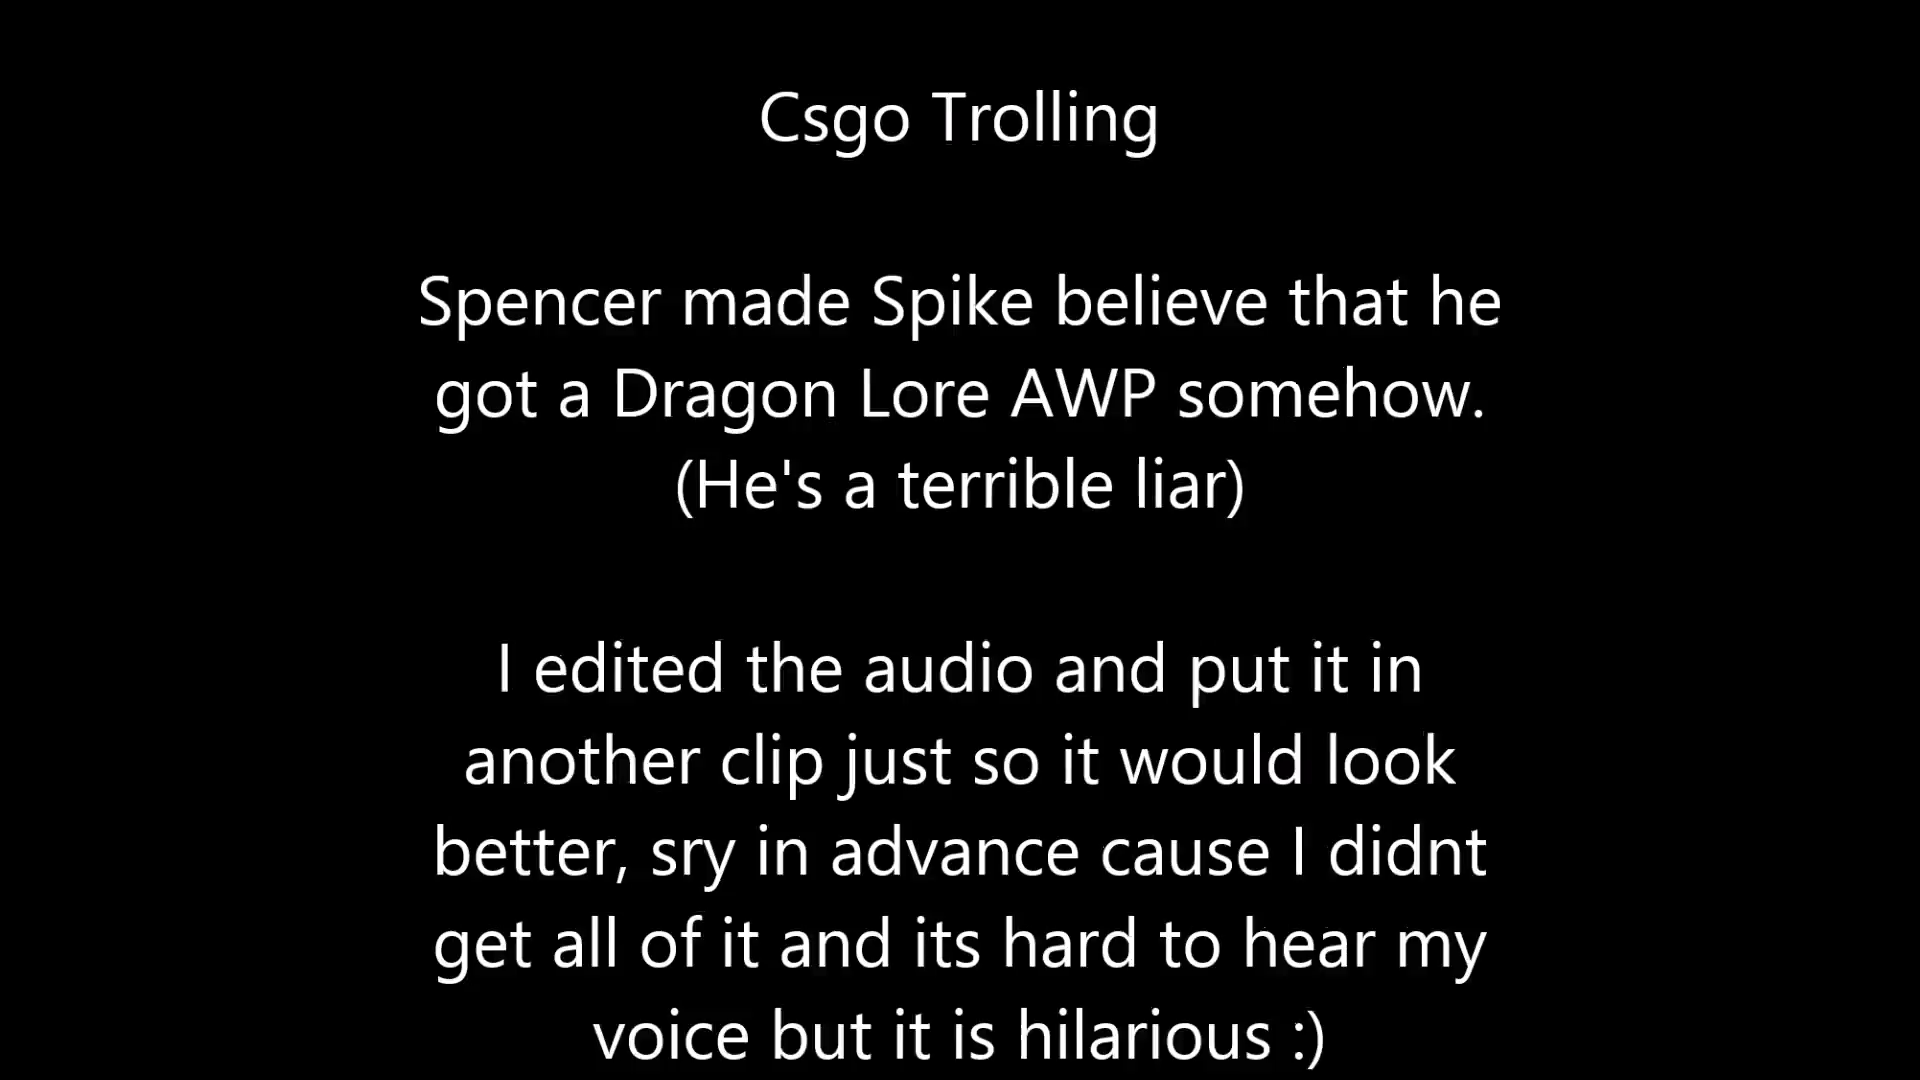 Csgo Trolling
Spencer made Spike believe that he
got a Dragon Lore AWP somehow.
(He's a terrible liar)
I edited the audio and put it in
another clip just so it would look
better, sry in advance cause I didnt
get all of it and its hard to hear my
voice but it is hilarious :)